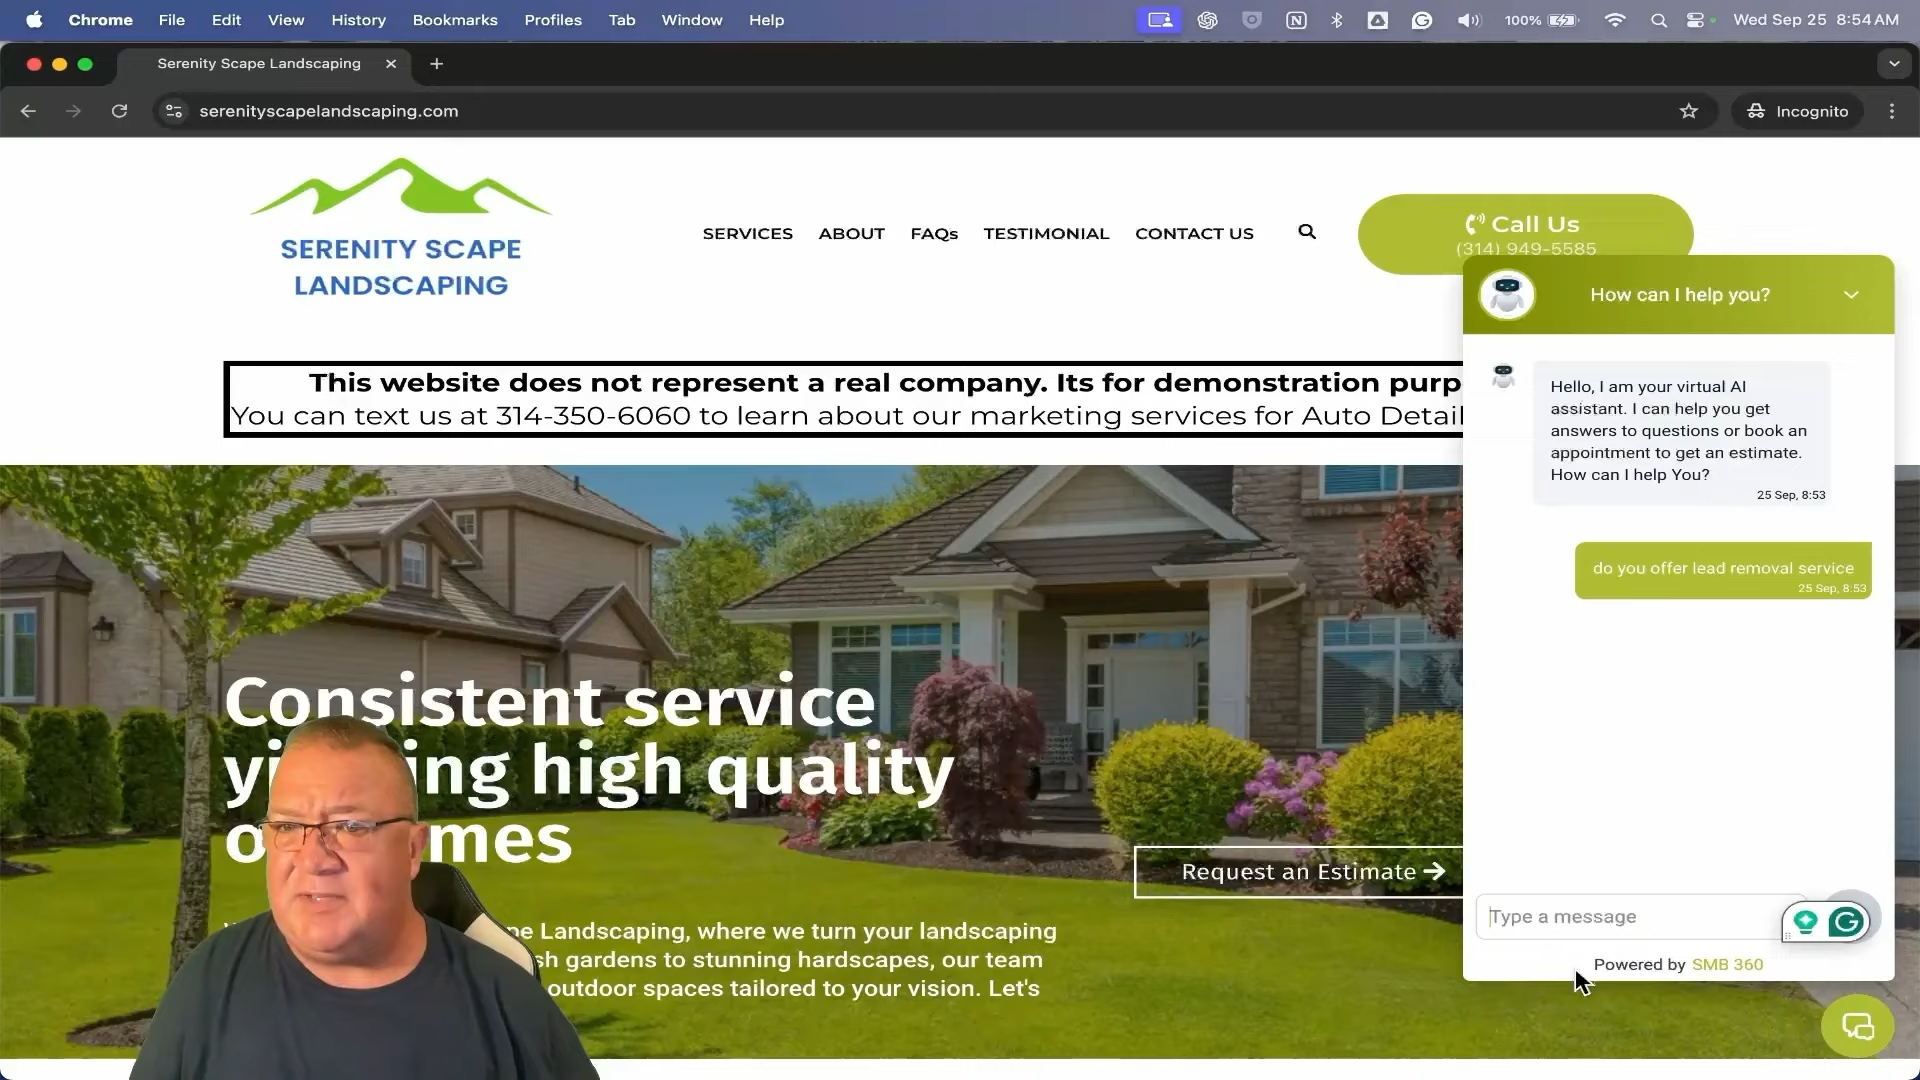 Chrome File Edit View History Bookmarks Profiles Tab Window Help
100% Wed Sep 25 8:54 AM
Serenity Scape Landscaping
serenityscapelandscaping.com
Incognito
SERENITY SCAPE
LANDSCAPING
SERVICES ABOUT FAQs TESTIMONIAL CONTACT US
Call Us
(314) 949-5585
This website does not represent a real company. Its for demonstration purp
You can text us at 314-350-6060 to learn about our marketing services for Auto Detail
Consistent service
high quality
Request an Estimate
Landscaping, where we turn your landscaping
gardens to stunning hardscapes, our team
outdoor spaces tailored to your vision. Let's
How can I help you?
Hello, I am your virtual AI
assistant. I can help you get
answers to questions or book an
appointment to get an estimate.
How can I help You?
25 Sep, 8:53
do you offer lead removal service
25 Sep, 8:53
Type a message
Powered by SMB 360